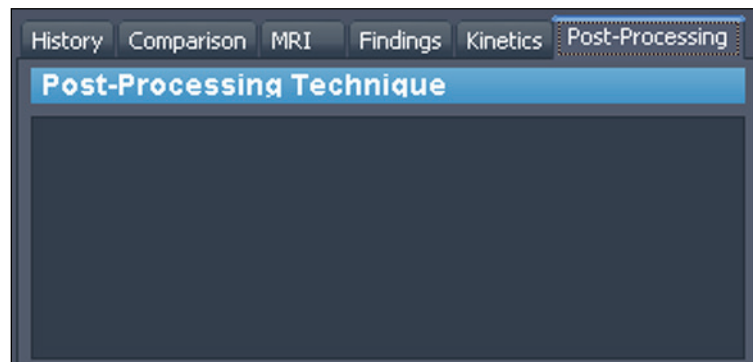 History Comparison MRI Findings Kinetics Post-Processing
Post-Processing Technique